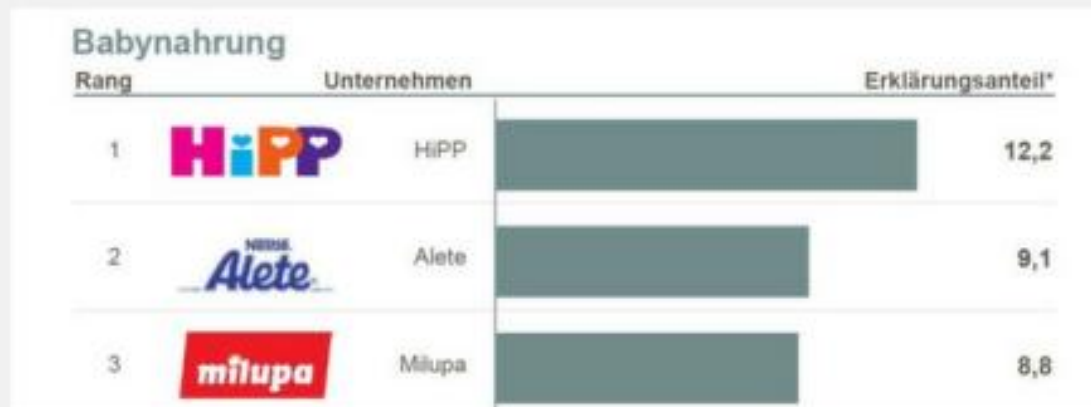 Babynahrung
Rang Unternehmen Erklärungsanteil*
1 HiPP HiPP 12,2
2 NESTLÉ Alete Alete 9,1
3 milupa Milupa 8,8